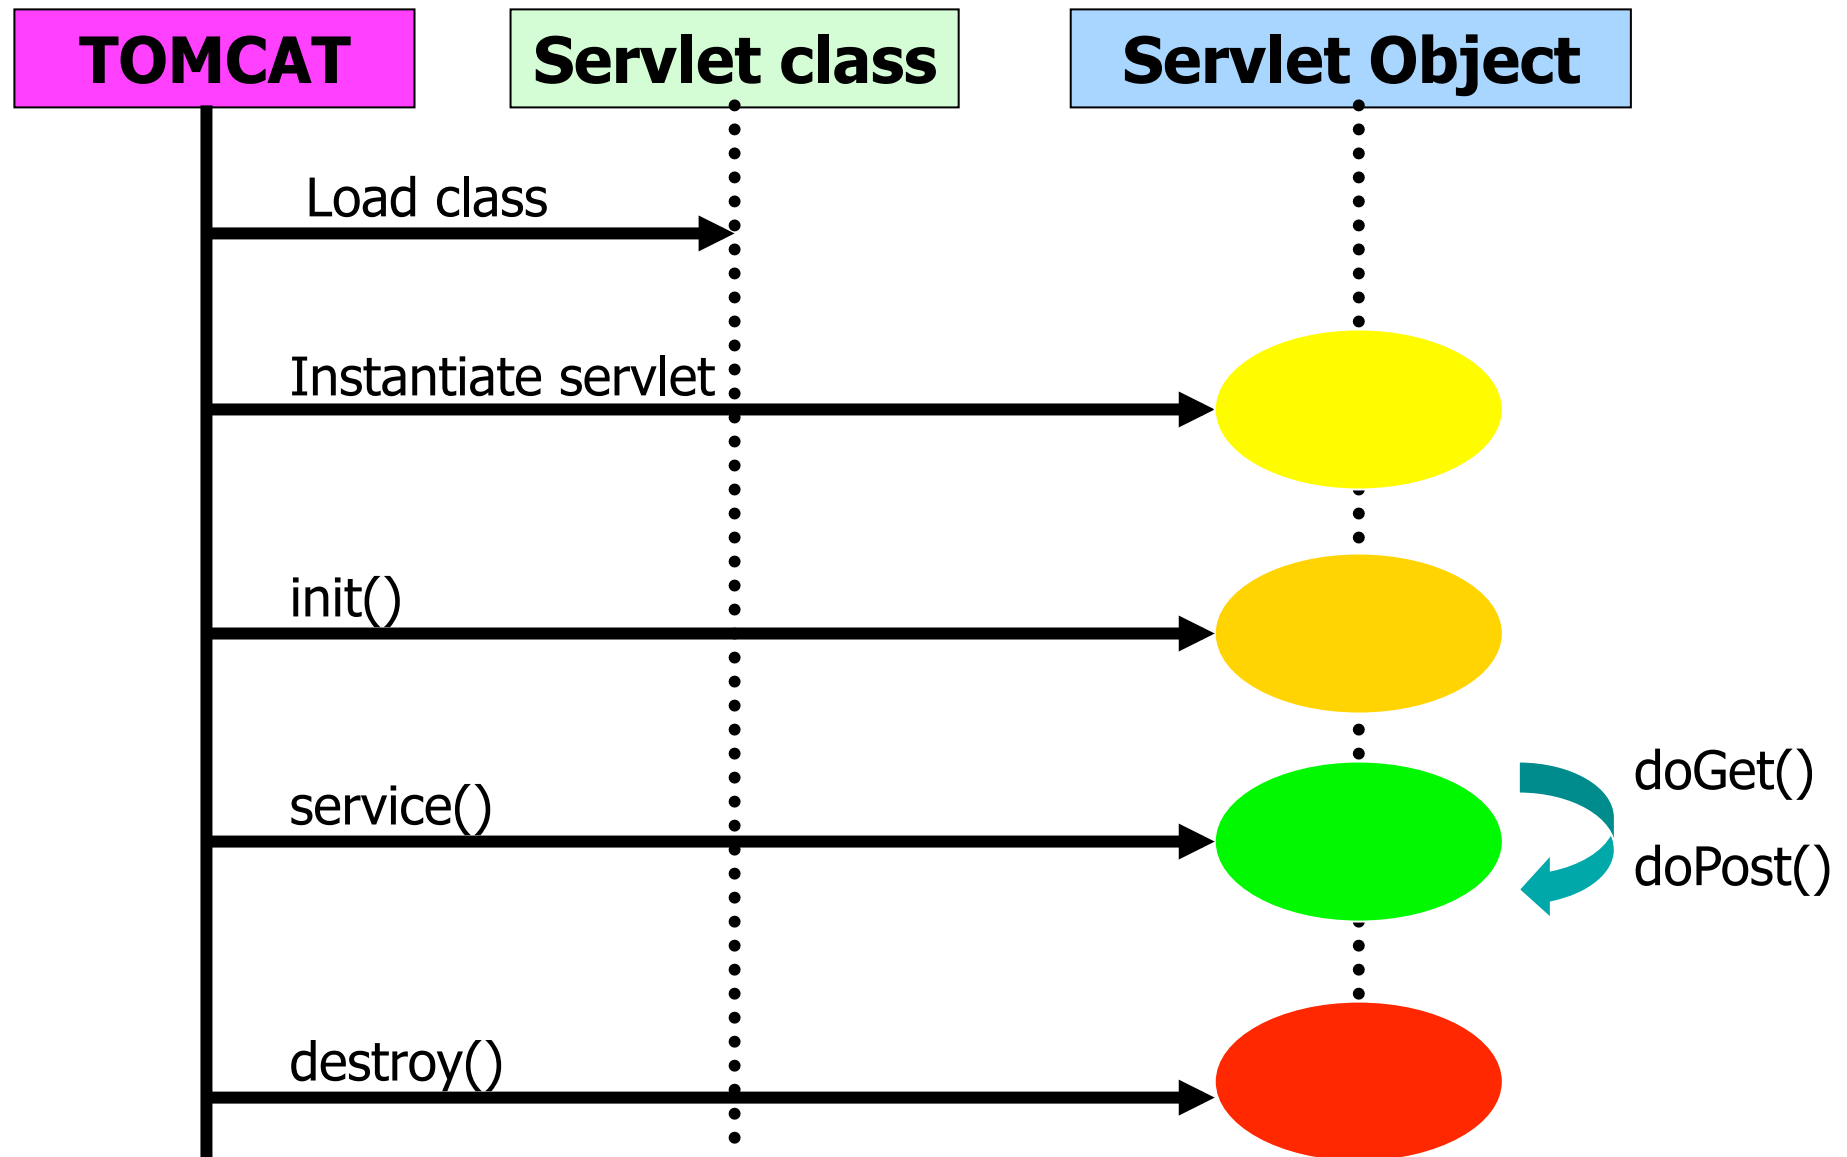 TOMCAT
Servlet class
Servlet Object
Load class
Instantiate servlet
init()
service()
doGet()
doPost()
destroy()